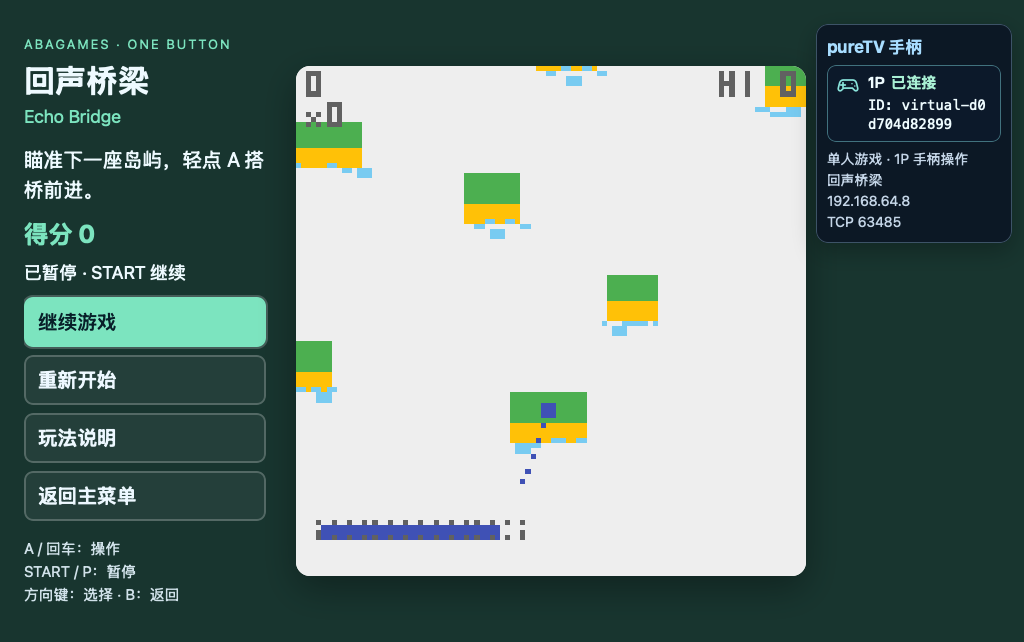 ABAGAMES · ONE BUTTON
回声桥梁
Echo Bridge
瞄准下一座岛屿，轻点 A 搭
桥前进。
得分 0
已暂停 · START 继续
继续游戏
重新开始
玩法说明
返回主菜单
A / 回车：操作
START / P：暂停
方向键：选择 · B：返回
0
x0
HI 0
pureTV 手柄
1P 已连接
ID: virtual-d0
d704d82899
单人游戏 · 1P 手柄操作
回声桥梁
192.168.64.8
TCP 63485